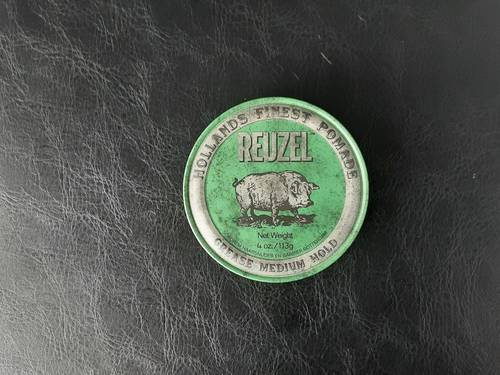 HOLLANDS FINEST POMADE
REUZEL
Net Weight
4 oz./113g
GREASE MEDIUM HOLD